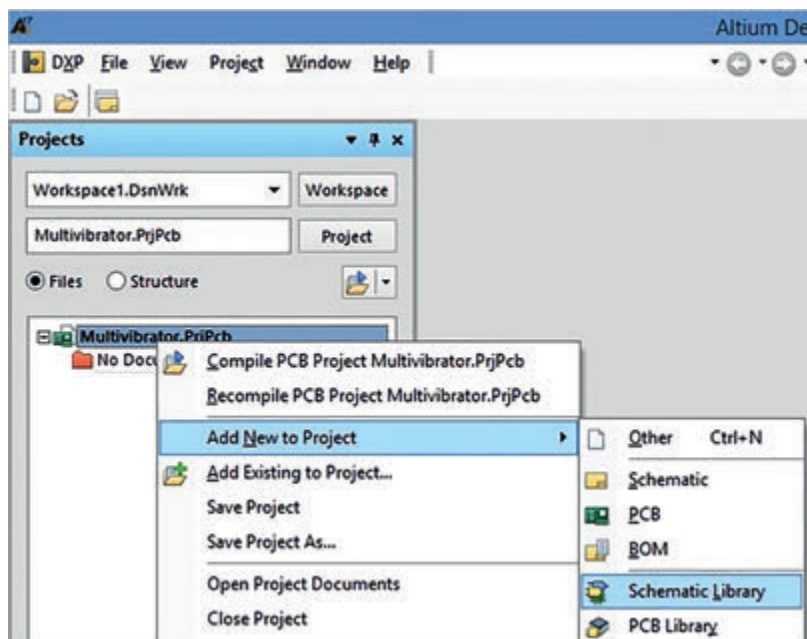 Altium De
DXP File View Project Window Help
Projects
Workspace1.DsnWrk Workspace
Multivibrator.PrjPcb Project
Files Structure
Multivibrator.PrjPcb
No Docu
Compile PCB Project Multivibrator.PrjPcb
Recompile PCB Project Multivibrator.PrjPcb
Add New to Project
Add Existing to Project...
Save Project
Save Project As...
Open Project Documents
Close Project
Other Ctrl+N
Schematic
PCB
BOM
Schematic Library
PCB Library